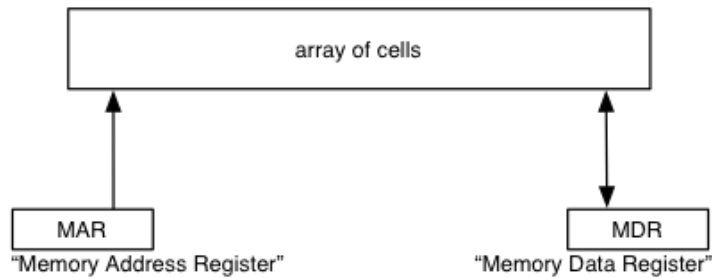 array of cells
MAR
MDR
“Memory Address Register”
“Memory Data Register”